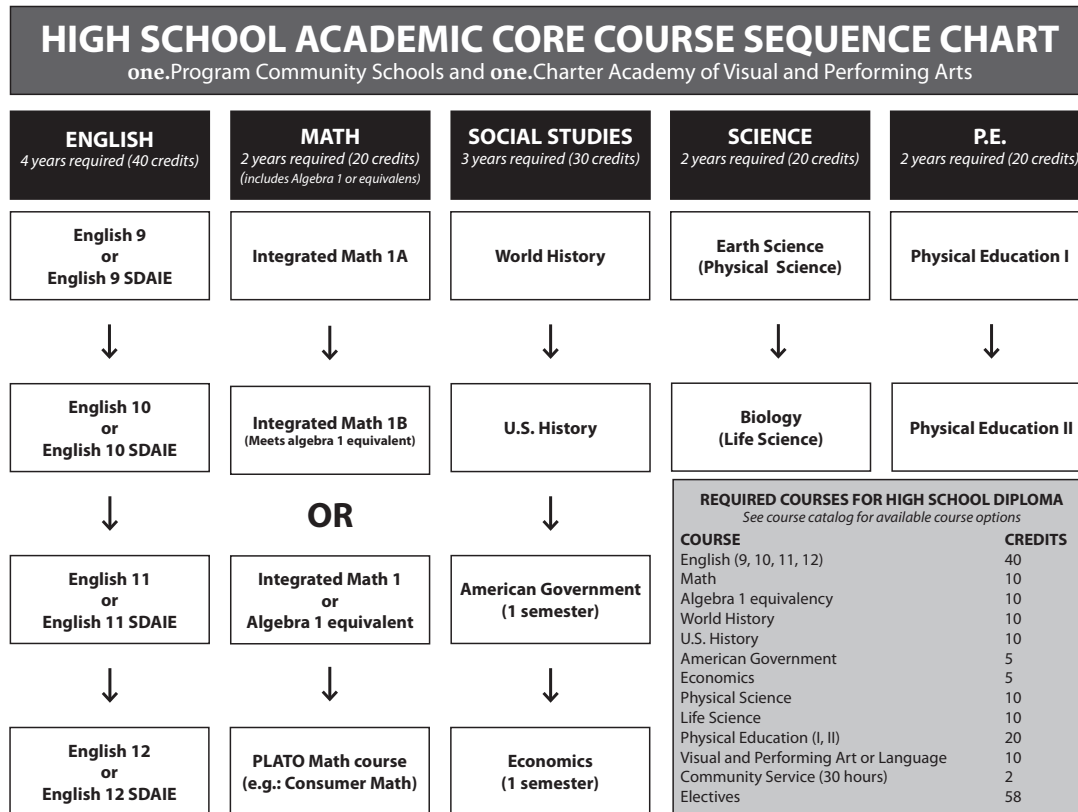 HIGH SCHOOL ACADEMIC CORE COURSE SEQUENCE CHART
one.Program Community Schools and one.Charter Academy of Visual and Performing Arts
ENGLISH
4 years required (40 credits)
MATH
2 years required (20 credits)
(includes Algebra 1 or equivalens)
SOCIAL STUDIES
3 years required (30 credits)
SCIENCE
2 years required (20 credits)
P.E.
2 years required (20 credits)
English 9
or
English 9 SDAIE
Integrated Math 1A
World History
Earth Science
(Physical Science)
Physical Education I
English 10
or
English 10 SDAIE
Integrated Math 1B
(Meets algebra 1 equivalent)
U.S. History
Biology
(Life Science)
Physical Education II
OR
English 11
or
English 11 SDAIE
Integrated Math 1
or
Algebra 1 equivalent
American Government
(1 semester)
English 12
or
English 12 SDAIE
PLATO Math course
(e.g.: Consumer Math)
Economics
(1 semester)
REQUIRED COURSES FOR HIGH SCHOOL DIPLOMA
See course catalog for available course options
COURSE CREDITS
English (9, 10, 11, 12) 40
Math 10
Algebra 1 equivalency 10
World History 10
U.S. History 10
American Government 5
Economics 5
Physical Science 10
Life Science 10
Physical Education (I, II) 20
Visual and Performing Art or Language 10
Community Service (30 hours) 2
Electives 58